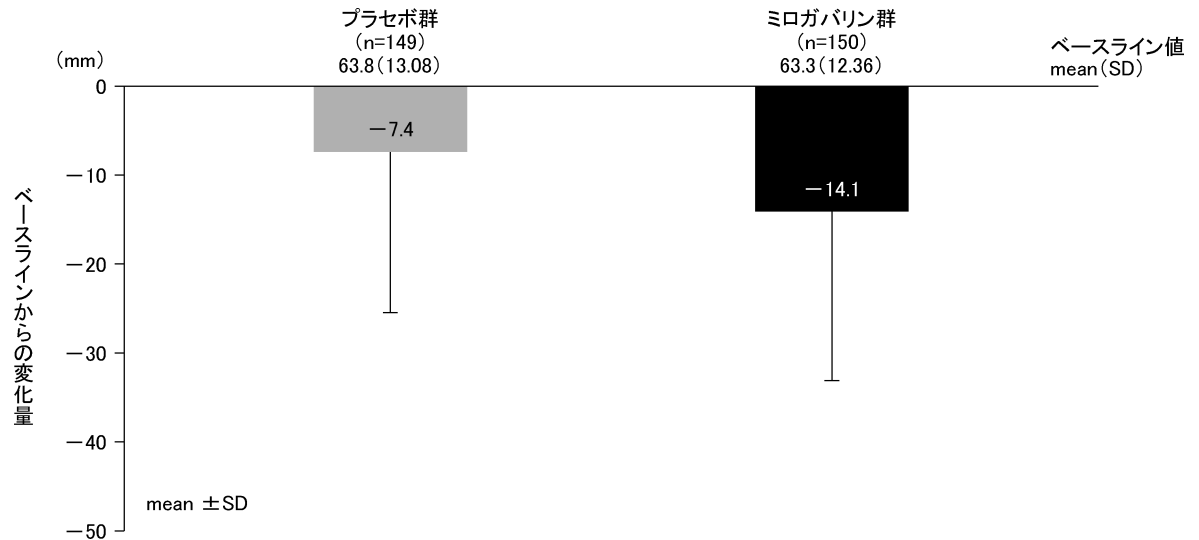 プラセボ群
（n=149）
63.8（13.08）
ミロガバリン群
（n=150）
63.3（12.36）
ベースライン値
mean（SD）
（mm）
0
－10
－20
－30
－40
－50
ベースラインからの変化量
－7.4
－14.1
mean ±SD